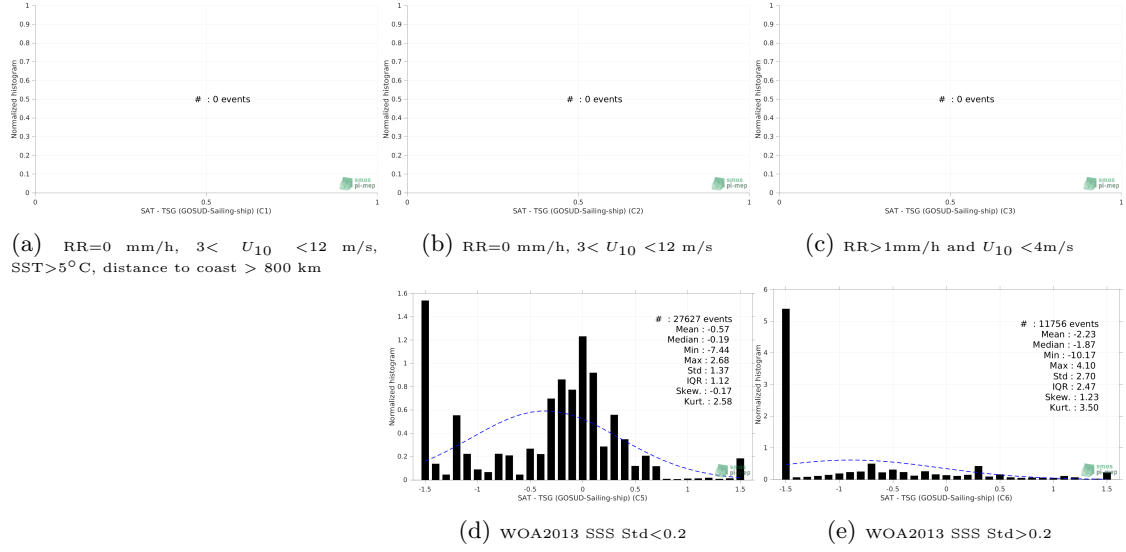 1
0.9
0.8
0.7
0.6
0.5
0.4
0.3
0.2
0.1
0
Normalized histogram
# : 0 events
smos
pi-mep
0 0.5 1
SAT - TSG (GOSUD-Sailing-ship) (C1)
(a) RR=0 mm/h, 3< U10 <12 m/s,
SST>5°C, distance to coast > 800 km
1
0.9
0.8
0.7
0.6
0.5
0.4
0.3
0.2
0.1
0
Normalized histogram
# : 0 events
smos
pi-mep
0 0.5 1
SAT - TSG (GOSUD-Sailing-ship) (C2)
(b) RR=0 mm/h, 3< U10 <12 m/s
1
0.9
0.8
0.7
0.6
0.5
0.4
0.3
0.2
0.1
0
Normalized histogram
# : 0 events
smos
pi-mep
0 0.5 1
SAT - TSG (GOSUD-Sailing-ship) (C3)
(c) RR>1mm/h and U10 <4m/s
1.6
1.4
1.2
1
0.8
0.6
0.4
0.2
0
Normalized histogram
# : 27627 events
Mean : -0.57
Median : -0.19
Min : -7.44
Max : 2.68
Std : 1.37
IQR : 1.12
Skew. : -0.17
Kurt. : 2.58
smos
pi-mep
-1.5 -1 -0.5 0 0.5 1 1.5
SAT - TSG (GOSUD-Sailing-ship) (C5)
(d) WOA2013 SSS Std<0.2
6
5
4
3
2
1
0
Normalized histogram
# : 11756 events
Mean : -2.23
Median : -1.87
Min : -10.17
Max : 4.10
Std : 2.70
IQR : 2.47
Skew. : 1.23
Kurt. : 3.50
smos
pi-mep
-1.5 -1 -0.5 0 0.5 1 1.5
SAT - TSG (GOSUD-Sailing-ship) (C6)
(e) WOA2013 SSS Std>0.2